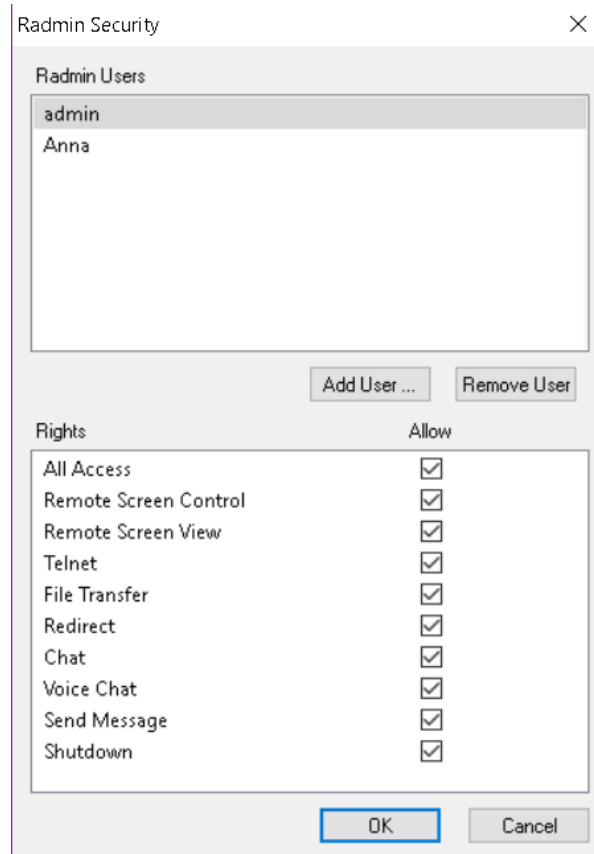 Radmin Security
Radmin Users
admin
Anna
Add User ... Remove User
Rights Allow
All Access
Remote Screen Control
Remote Screen View
Telnet
File Transfer
Redirect
Chat
Voice Chat
Send Message
Shutdown
OK Cancel